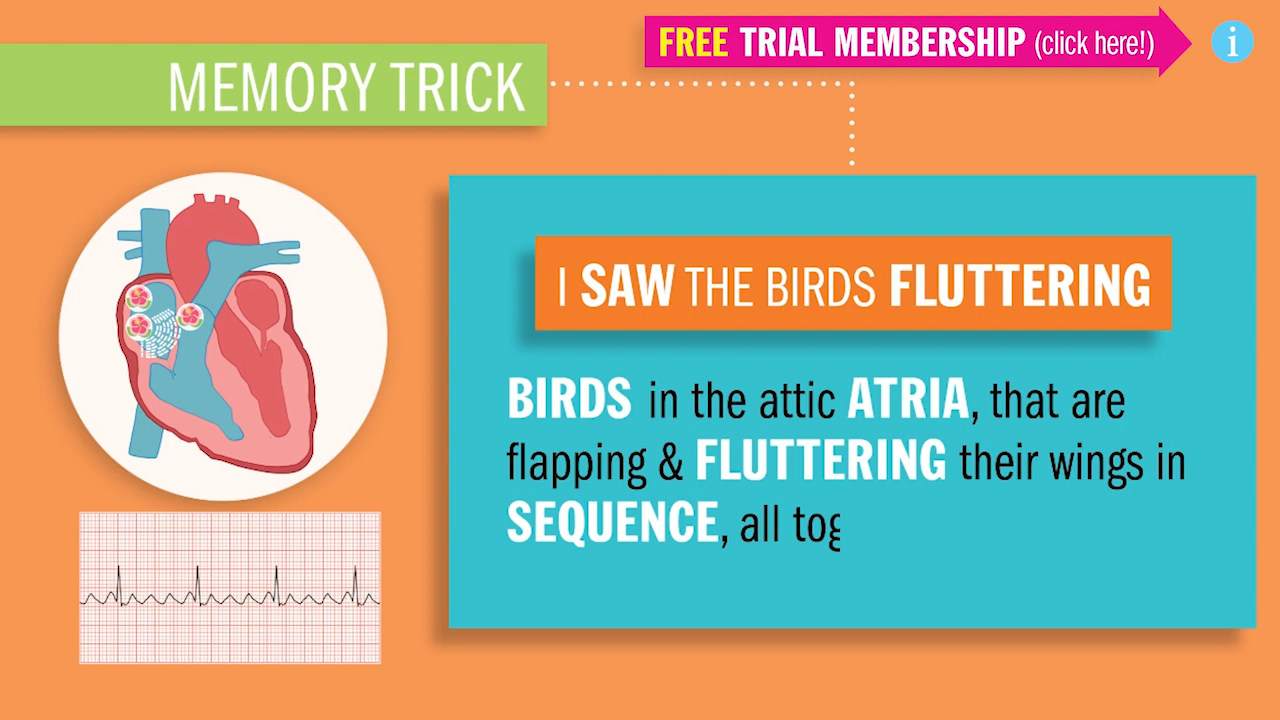 FREE TRIAL MEMBERSHIP (click here!)
i
MEMORY TRICK
I SAW THE BIRDS FLUTTERING
BIRDS in the attic ATRIA, that are
flapping & FLUTTERING their wings in
SEQUENCE, all tog